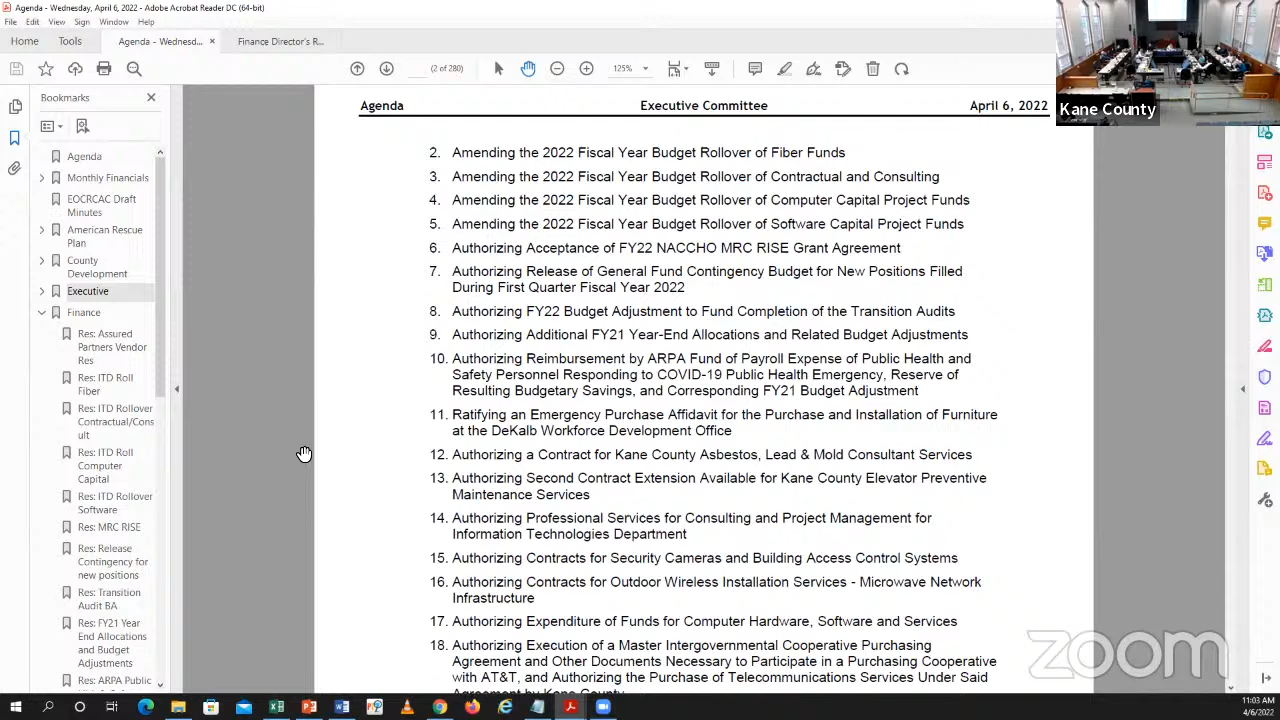 Agenda - Wednesday, April 6, 2022 - Adobe Acrobat Reader DC (64-bit)
File Edit View Sign Window Help
Home Tools Agenda - Wednesd... × Finance Director's R...
(2 of 280) 125%
Kane County
Bookmarks
Agenda
Monthly Financials
EOCRCAC Draft
Minutes
American Rescue
Plan
County
Development
Executive
Finance
Res: Assured
Partners Vendor
Res
Res: ITD Roll
Fiber
Res: ITD Rollover
Contractual/Cons
ult
Res: ITD Roll
Computer
Capital
Res: ITD Rollover
Software
Res: MRC RISE
Res: Release
Contingency for
new positions
Res: Transition
Audit BA
Res: FY21 Year
End Allocations
and Budget
Adjustments
Res: ARPA Public
Agenda Executive Committee April 6, 2022
2. Amending the 2022 Fiscal Year Budget Rollover of Fiber Funds
3. Amending the 2022 Fiscal Year Budget Rollover of Contractual and Consulting
4. Amending the 2022 Fiscal Year Budget Rollover of Computer Capital Project Funds
5. Amending the 2022 Fiscal Year Budget Rollover of Software Capital Project Funds
6. Authorizing Acceptance of FY22 NACCHO MRC RISE Grant Agreement
7. Authorizing Release of General Fund Contingency Budget for New Positions Filled
During First Quarter Fiscal Year 2022
8. Authorizing FY22 Budget Adjustment to Fund Completion of the Transition Audits
9. Authorizing Additional FY21 Year-End Allocations and Related Budget Adjustments
10. Authorizing Reimbursement by ARPA Fund of Payroll Expense of Public Health and
Safety Personnel Responding to COVID-19 Public Health Emergency, Reserve of
Resulting Budgetary Savings, and Corresponding FY21 Budget Adjustment
11. Ratifying an Emergency Purchase Affidavit for the Purchase and Installation of Furniture
at the DeKalb Workforce Development Office
12. Authorizing a Contract for Kane County Asbestos, Lead & Mold Consultant Services
13. Authorizing Second Contract Extension Available for Kane County Elevator Preventive
Maintenance Services
14. Authorizing Professional Services for Consulting and Project Management for
Information Technologies Department
15. Authorizing Contracts for Security Cameras and Building Access Control Systems
16. Authorizing Contracts for Outdoor Wireless Installation Services - Microwave Network
Infrastructure
17. Authorizing Expenditure of Funds for Computer Hardware, Software and Services
18. Authorizing Execution of a Master Intergovernmental Cooperative Purchasing
Agreement and Other Documents Necessary to Participate in a Purchasing Cooperative
with AT&T, and Authorizing the Purchase of Telecommunications Services Under Said
Agreement by Kane County
zoom
11:03 AM
4/6/2022